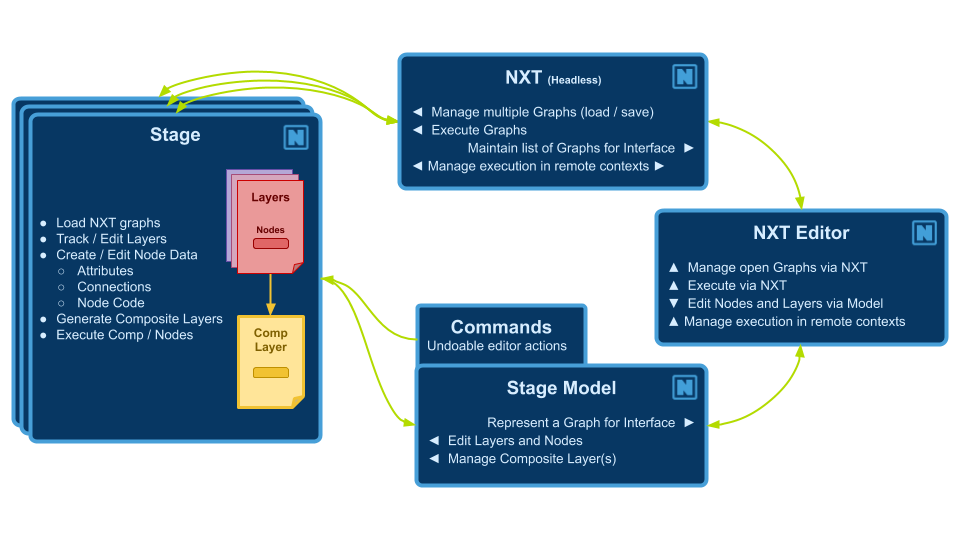 NXT (Headless)
◄ Manage multiple Graphs (load / save)
◄ Execute Graphs
Maintain list of Graphs for Interface ►
◄ Manage execution in remote contexts ►
Stage
Layers
Nodes
● Load NXT graphs
● Track / Edit Layers
● Create / Edit Node Data
○ Attributes
○ Connections
○ Node Code
● Generate Composite Layers
● Execute Comp / Nodes
Comp
Layer
NXT Editor
▲ Manage open Graphs via NXT
▲ Execute via NXT
▼ Edit Nodes and Layers via Model
▲ Manage execution in remote contexts
Commands
Undoable editor actions
Stage Model
Represent a Graph for Interface ►
◄ Edit Layers and Nodes
◄ Manage Composite Layer(s)